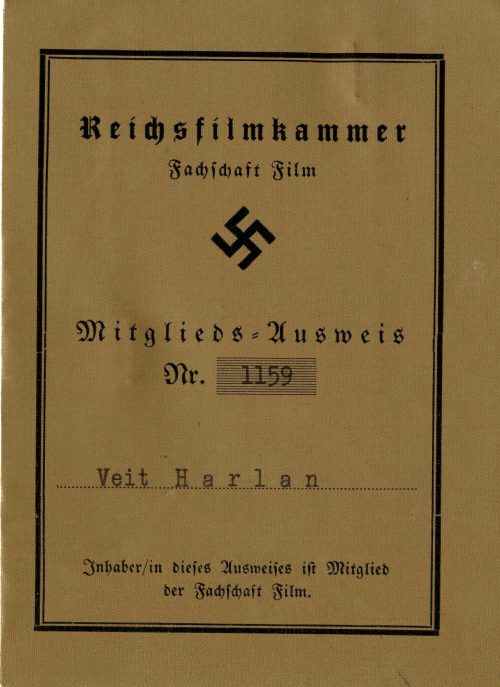 Reichsfilmkammer
Fachschaft Film
Mitglieds-Ausweis
Nr. 1159
Veit Harlan
Inhaber/in dieses Ausweises ist Mitglied
der Fachschaft Film.